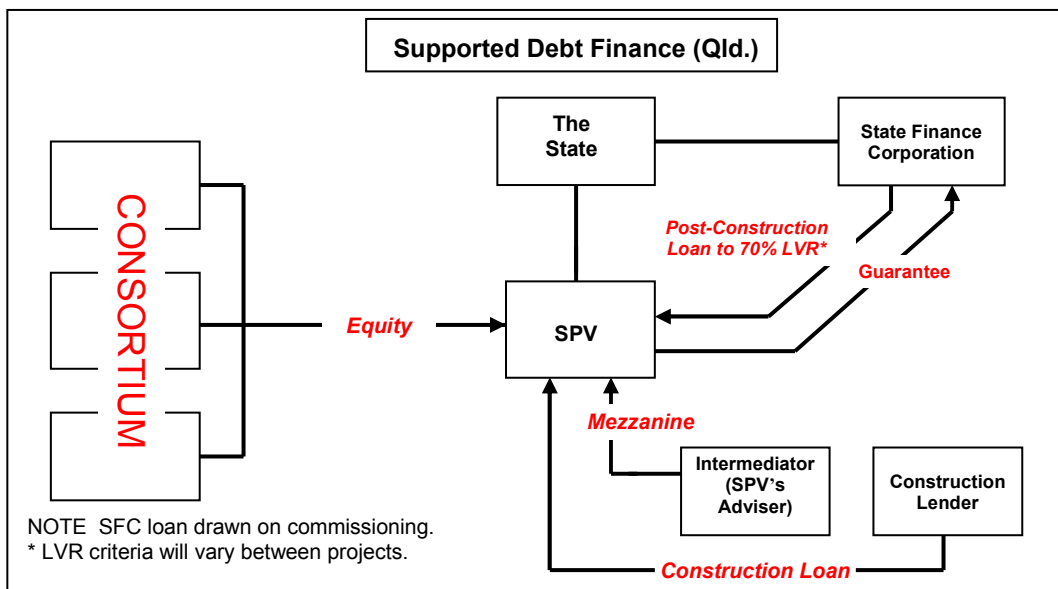 Supported Debt Finance (Qld.)
The
State
State Finance
Corporation
CONSORTIUM
Post-Construction
Loan to 70% LVR*
Guarantee
Equity
SPV
Mezzanine
Intermediator
(SPV’s
Adviser)
Construction
Lender
NOTE SFC loan drawn on commissioning.
* LVR criteria will vary between projects.
Construction Loan